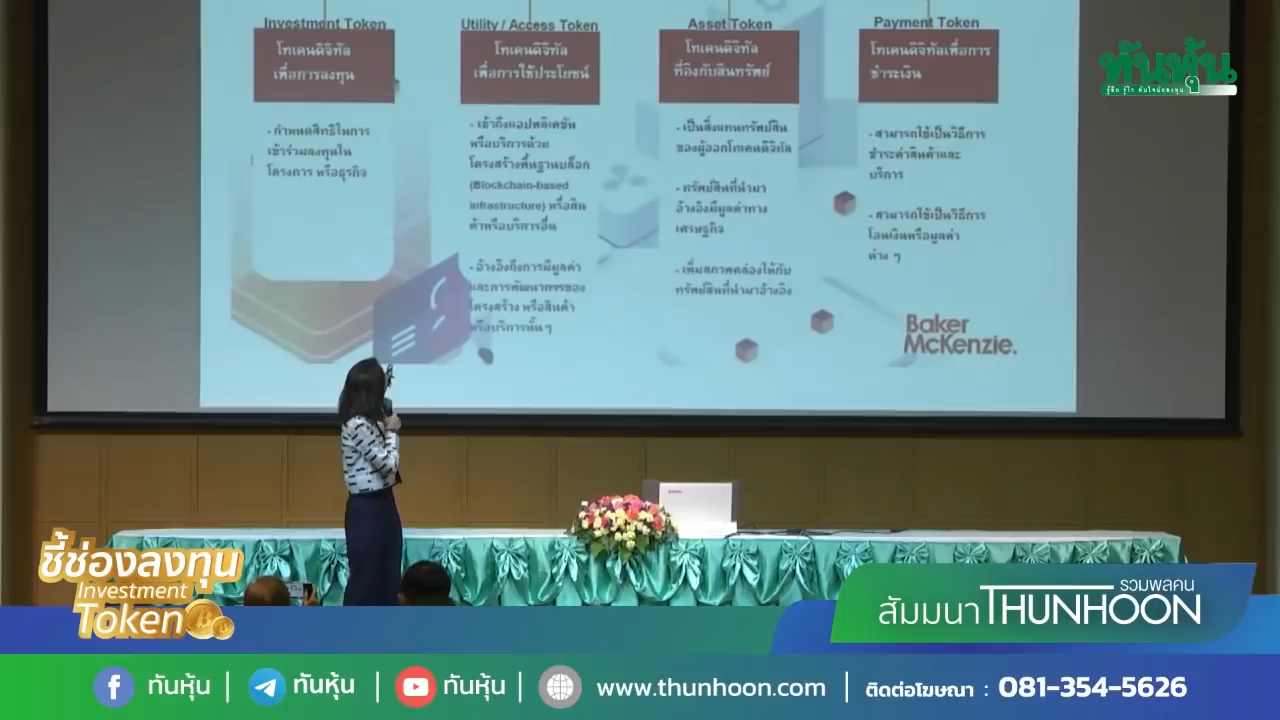 Investment Token
Utility / Access Token
Asset Token
Payment Token
โทเคนดิจิทัล
เพื่อการลงทุน
โทเคนดิจิทัล
เพื่อการใช้ประโยชน์
โทเคนดิจิทัล
ที่อิงกับสินทรัพย์
โทเคนดิจิทัลเพื่อการ
ชำระเงิน
- กำหนดสิทธิในการ
เข้าร่วมลงทุนใน
โครงการ หรือธุรกิจ
- เข้าถึงแอปพลิเคชัน
หรือบริการด้วย
โครงสร้างพื้นฐานบล็อก
(Blockchain-based
infrastructure) หรือสิน
ค้าหรือบริการอื่น
- อ้างอิงถึงการมีมูลค่า
และการพัฒนาการของ
โครงสร้าง หรือสินค้า
หรือบริการนั้น ๆ
- เป็นสิ่งแทนทรัพย์สิน
ของผู้ออกโทเคนดิจิทัล
- ทรัพย์สินที่นำมา
อ้างอิงมีมูลค่าทาง
เศรษฐกิจ
- เพิ่มสภาพคล่องให้กับ
ทรัพย์สินที่นำมาอ้างอิง
- สามารถใช้เป็นวิธีการ
ชำระค่าสินค้าและ
บริการ
- สามารถใช้เป็นวิธีการ
โอนเงินหรือมูลค่า
ต่าง ๆ
Baker
McKenzie.
ทันหุ้น
รู้ลึก รู้ไว ทันใจนักลงทุน
ชี้ช่องลงทุน
Investment
Token
รวมพลคน
สัมมนา THUNHOON
ทันหุ้น | ทันหุ้น | ทันหุ้น | www.thunhoon.com | ติดต่อโฆษณา : 081-354-5626